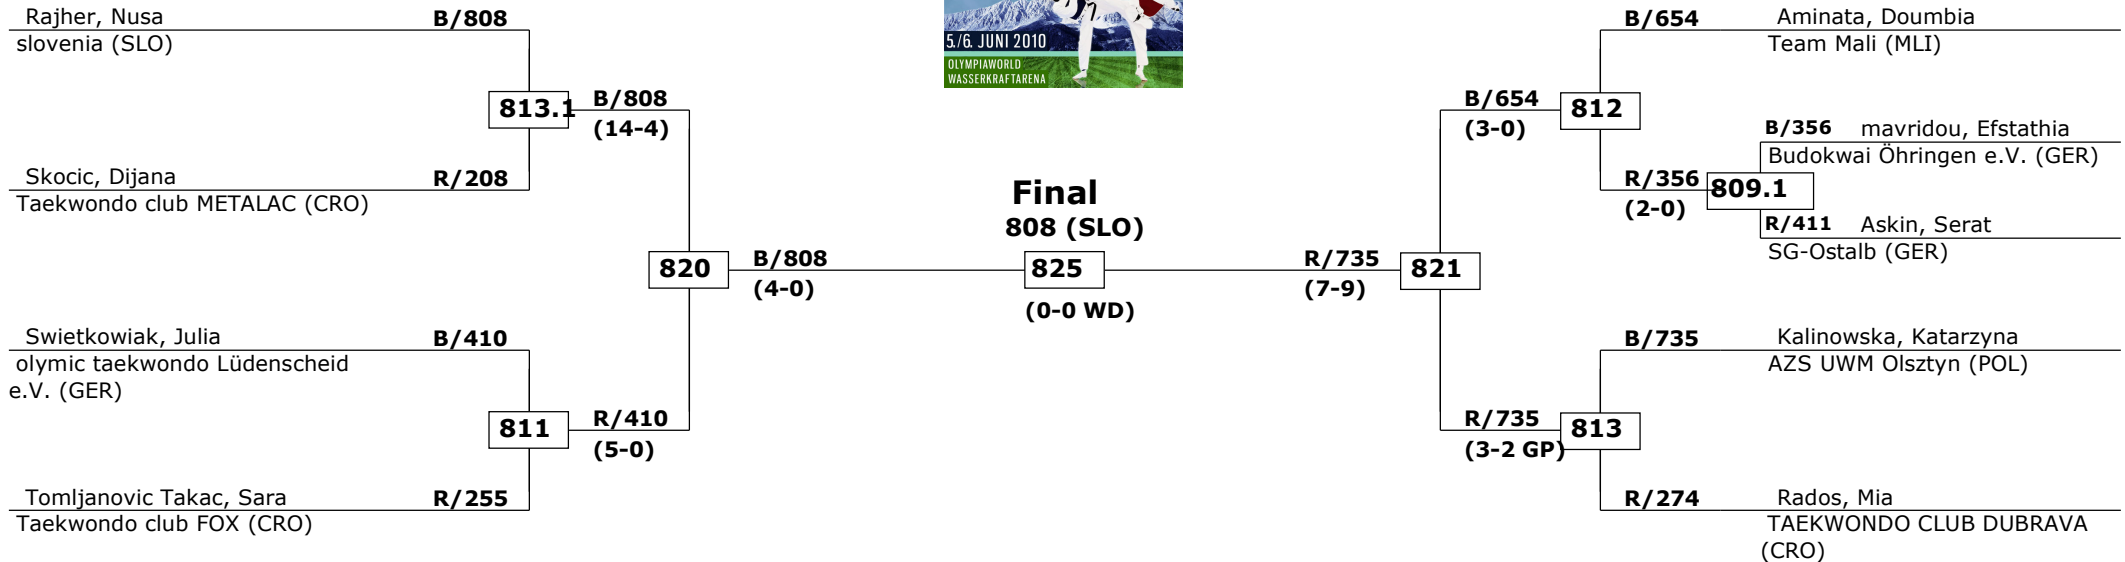 Rajher, Nusa
B/808
slovenia (SLO)
813.1
B/808
(14-4)
Skocic, Dijana
R/208
Taekwondo club METALAC (CRO)
820
B/808
(4-0)
Swietkowiak, Julia
B/410
olymic taekwondo Lüdenscheid
e.V. (GER)
811
R/410
(5-0)
Tomljanovic Takac, Sara
R/255
Taekwondo club FOX (CRO)
5./6. JUNI 2010
OLYMPIAWORLD
WASSERKRAFTARENA
Final
808 (SLO)
825
(0-0 WD)
R/735
(7-9)
821
B/654
(3-0)
812
B/654
Aminata, Doumbia
Team Mali (MLI)
R/356
(2-0)
809.1
B/356
mavridou, Efstathia
Budokwai Öhringen e.V. (GER)
R/411
Askin, Serat
SG-Ostalb (GER)
R/735
(3-2 GP)
813
B/735
Kalinowska, Katarzyna
AZS UWM Olsztyn (POL)
R/274
Rados, Mia
TAEKWONDO CLUB DUBRAVA
(CRO)